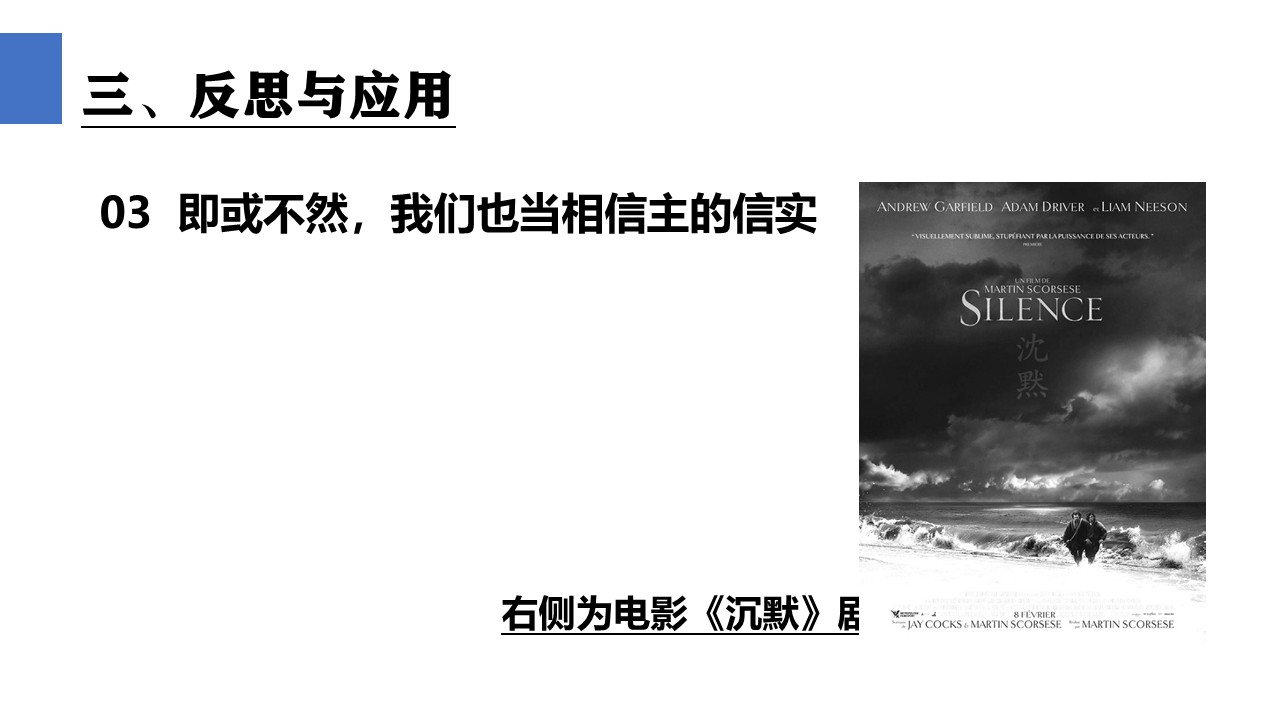 三、反思与应用
03 即或不然，我们也当相信主的信实
ANDREW GARFIELD ADAM DRIVER et LIAM NEESON
“ VISUELLEMENT SUBLIME, STUPÉFIANT PAR LA PUISSANCE DE SES ACTEURS. ”
PREMIÈRE
UN FILM DE
MARTIN SCORSESE
SILENCE
沈
默
右侧为电影《沉默》剧
8 FÉVRIER
JAY COCKS & MARTIN SCORSESE MARTIN SCORSESE